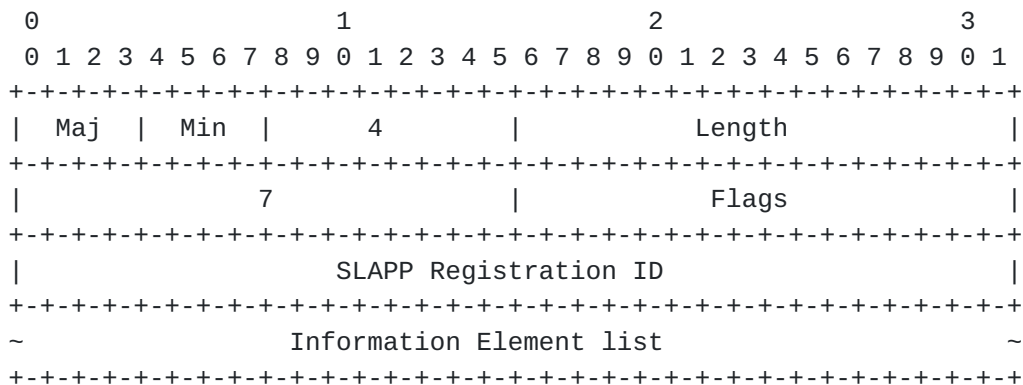 0                   1                   2                   3
 0 1 2 3 4 5 6 7 8 9 0 1 2 3 4 5 6 7 8 9 0 1 2 3 4 5 6 7 8 9 0 1
+-+-+-+-+-+-+-+-+-+-+-+-+-+-+-+-+-+-+-+-+-+-+-+-+-+-+-+-+-+-+-+-+
|  Maj  |  Min  |      4        |           Length              |
+-+-+-+-+-+-+-+-+-+-+-+-+-+-+-+-+-+-+-+-+-+-+-+-+-+-+-+-+-+-+-+-+
|               7               |            Flags              |
+-+-+-+-+-+-+-+-+-+-+-+-+-+-+-+-+-+-+-+-+-+-+-+-+-+-+-+-+-+-+-+-+
|                    SLAPP Registration ID                      |
+-+-+-+-+-+-+-+-+-+-+-+-+-+-+-+-+-+-+-+-+-+-+-+-+-+-+-+-+-+-+-+-+
~                 Information Element list                      ~
+-+-+-+-+-+-+-+-+-+-+-+-+-+-+-+-+-+-+-+-+-+-+-+-+-+-+-+-+-+-+-+-+